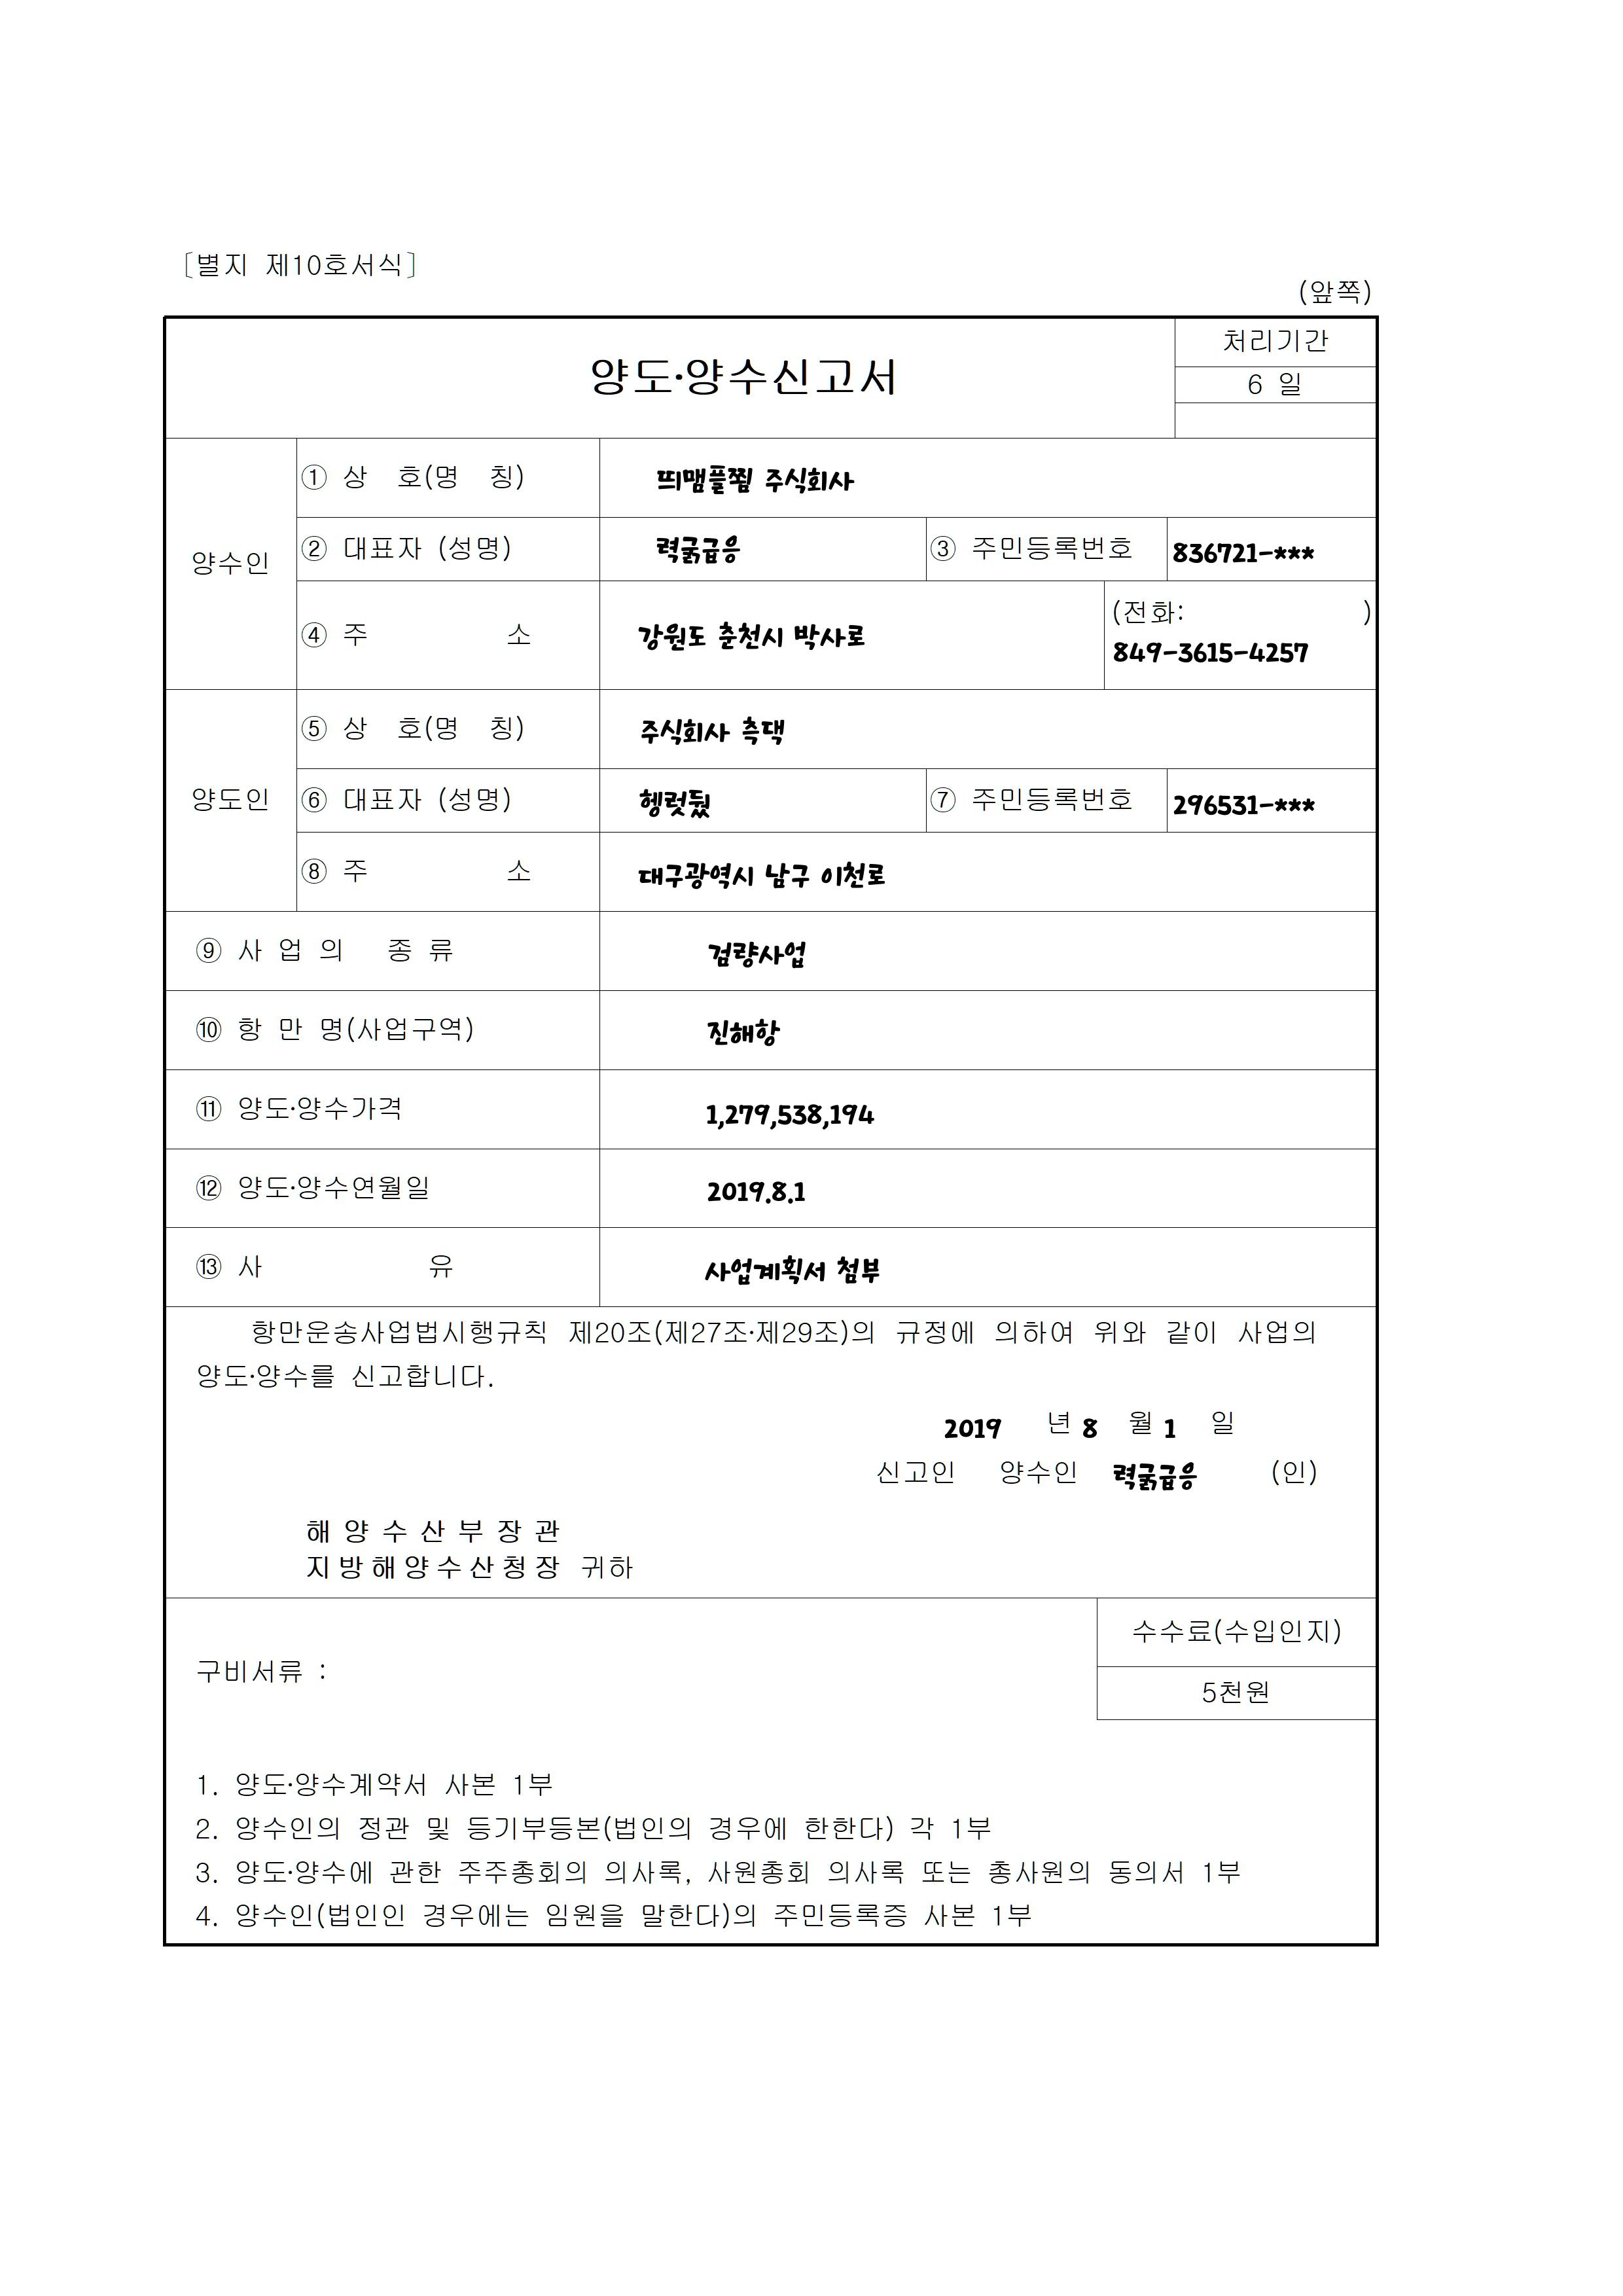 [별지 제10호서식]
(앞쪽)
양도·양수신고서
처리기간
6 일
양수인
① 상 호(명 칭) 띄맴플쬠 주식회사
② 대표자 (성명) 력굵급응 ③ 주민등록번호 836721-***
④ 주 소 강원도 춘천시 박사로 (전화: )
849-3615-4257
양도인
⑤ 상 호(명 칭) 주식회사 측댁
⑥ 대표자 (성명) 헹럿뒀 ⑦ 주민등록번호 296531-***
⑧ 주 소 대구광역시 남구 이천로
⑨ 사 업 의 종 류 검량사업
⑩ 항 만 명(사업구역) 진해항
⑪ 양도·양수가격 1,279,538,194
⑫ 양도·양수연월일 2019.8.1
⑬ 사 유 사업계획서 첨부
항만운송사업법시행규칙 제20조(제27조·제29조)의 규정에 의하여 위와 같이 사업의
양도·양수를 신고합니다.
2019 년 8 월 1 일
신고인 양수인 력굵급응 (인)
해 양 수 산 부 장 관
지방해양수산청장 귀하
구비서류 :
수수료(수입인지)
5천원
1. 양도·양수계약서 사본 1부
2. 양수인의 정관 및 등기부등본(법인의 경우에 한한다) 각 1부
3. 양도·양수에 관한 주주총회의 의사록, 사원총회 의사록 또는 총사원의 동의서 1부
4. 양수인(법인인 경우에는 임원을 말한다)의 주민등록증 사본 1부